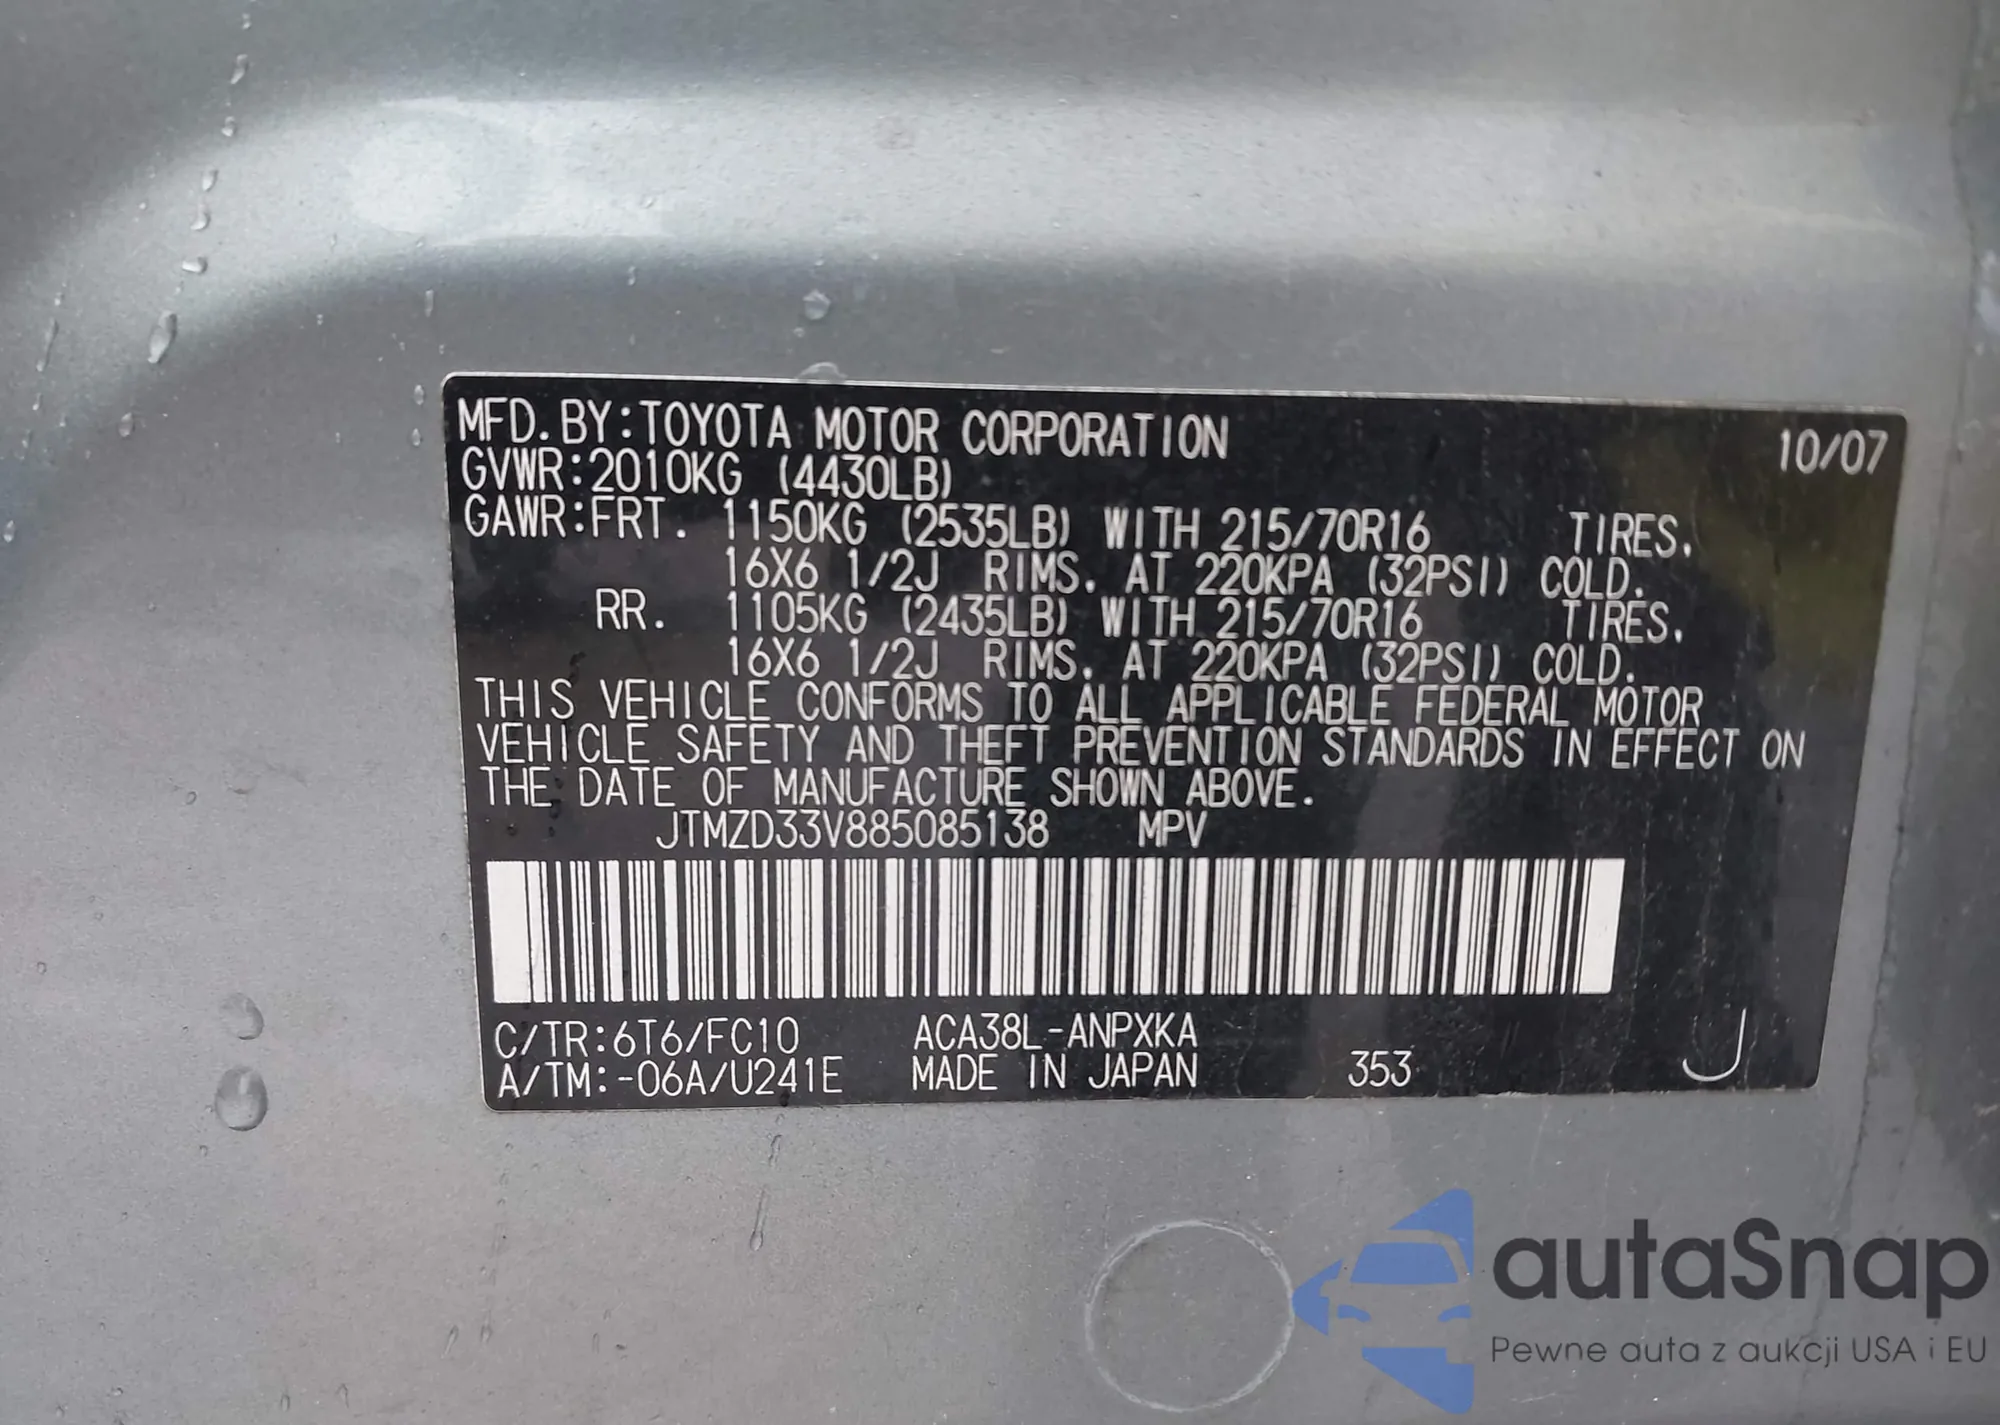 MFD. BY: TOYOTA MOTOR CORPORATION 10/07
GVWR: 2010KG (4430LB)
GAWR: FRT. 1150KG (2535LB) WITH 215/70R16 TIRES,
16X6 1/2J RIMS, AT 220KPA (32PSI) COLD.
RR. 1105KG (2435LB) WITH 215/70R16 TIRES,
16X6 1/2J RIMS, AT 220KPA (32PSI) COLD.
THIS VEHICLE CONFORMS TO ALL APPLICABLE FEDERAL MOTOR
VEHICLE SAFETY AND THEFT PREVENTION STANDARDS IN EFFECT ON
THE DATE OF MANUFACTURE SHOWN ABOVE.
JTMZD33V885085138 MPV
C/TR: 6T6/FC10 ACA38L-ANPXKA
A/TM: -06A/U241E MADE IN JAPAN 353 J
autaSnap
Pewne auta z aukcji USA i EU